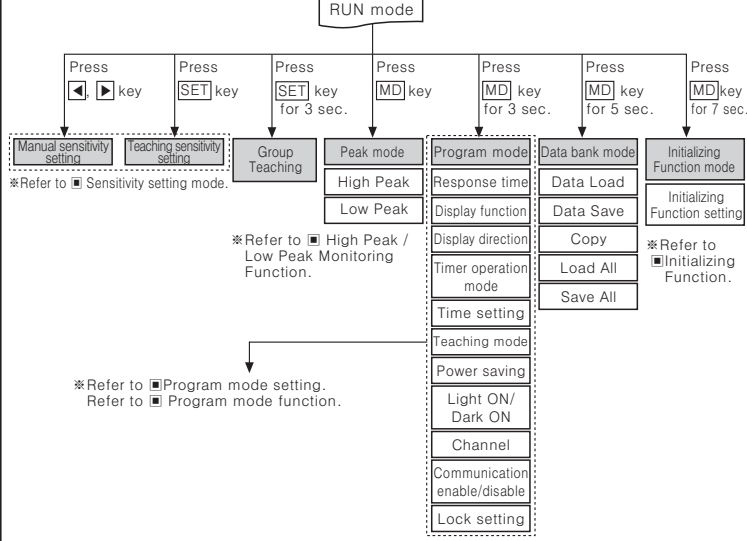 RUN mode
Press
◀, ▶ key
Press
SET key
Press
SET key
for 3 sec.
Press
MD key
Press
MD key
for 3 sec.
Press
MD key
for 5 sec.
Press
MD key
for 7 sec.
Manual sensitivity
setting
Teaching sensitivity
setting
※Refer to ▣ Sensitivity setting mode.
Group
Teaching
Peak mode
High Peak
Low Peak
※Refer to ▣ High Peak /
Low Peak Monitoring
Function.
Program mode
Response time
Display function
Display direction
Timer operation
mode
Time setting
Teaching mode
Power saving
Light ON/
Dark ON
Channel
Communication
enable/disable
Lock setting
※Refer to ▣Program mode setting.
Refer to ▣ Program mode function.
Data bank mode
Data Load
Data Save
Copy
Load All
Save All
Initializing
Function mode
Initializing
Function setting
※Refer to
▣Initializing
Function.